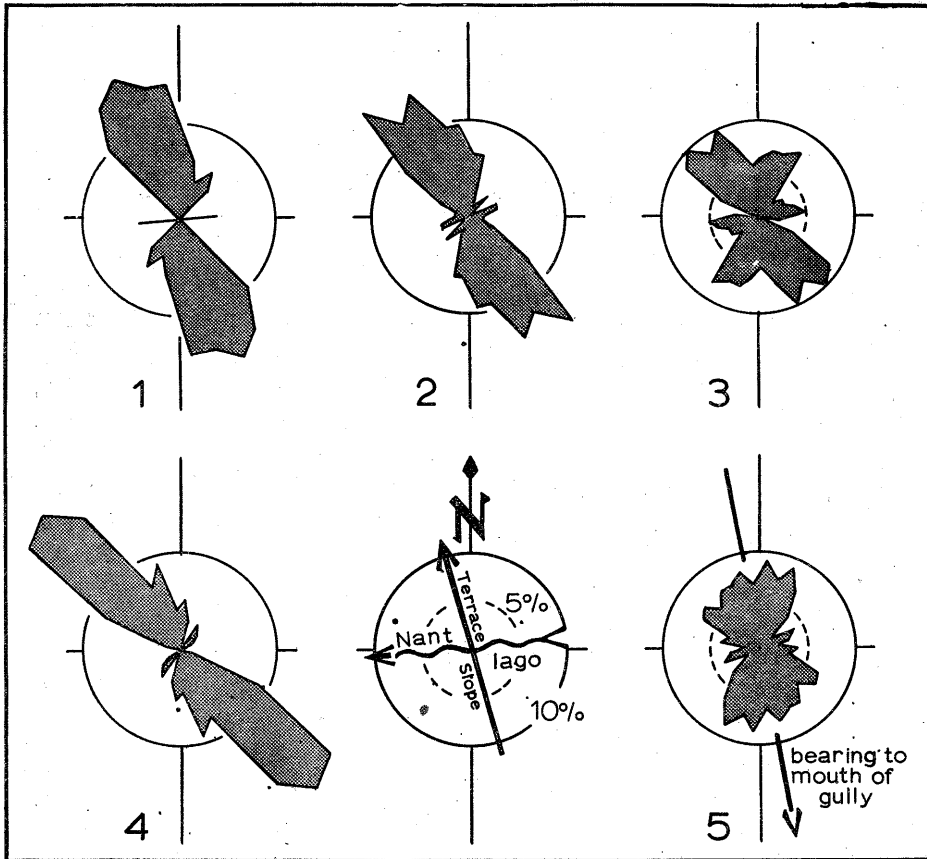 1
2
3
N
Terrace
Slope
5%
Nant
Iago
10%
4
5
bearing to
mouth of
gully